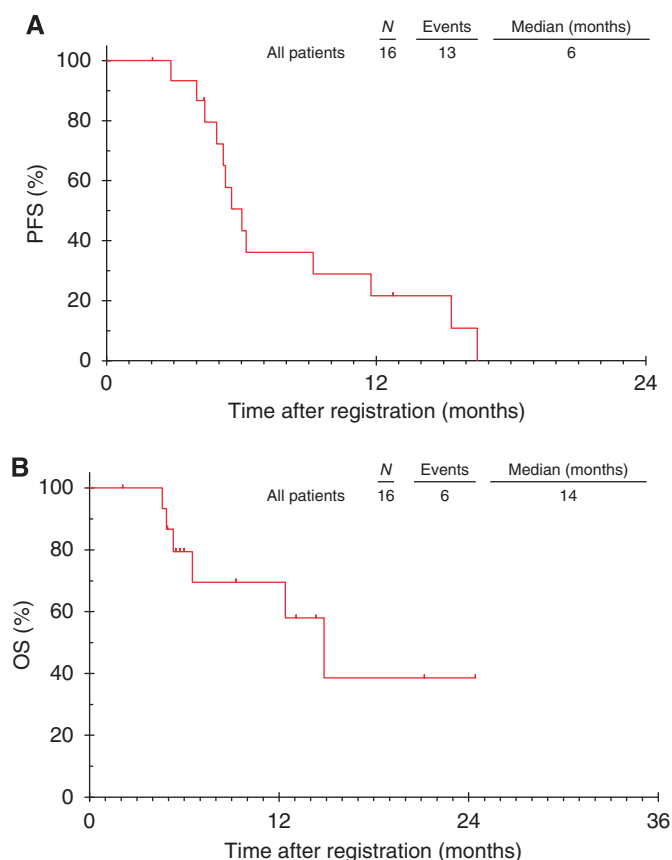 A
N Events Median (months)
All patients 16 13 6
100
80
60
40
20
0
PFS (%)
0 12 24
Time after registration (months)
B
N Events Median (months)
All patients 16 6 14
100
80
60
40
20
0
OS (%)
0 12 24 36
Time after registration (months)